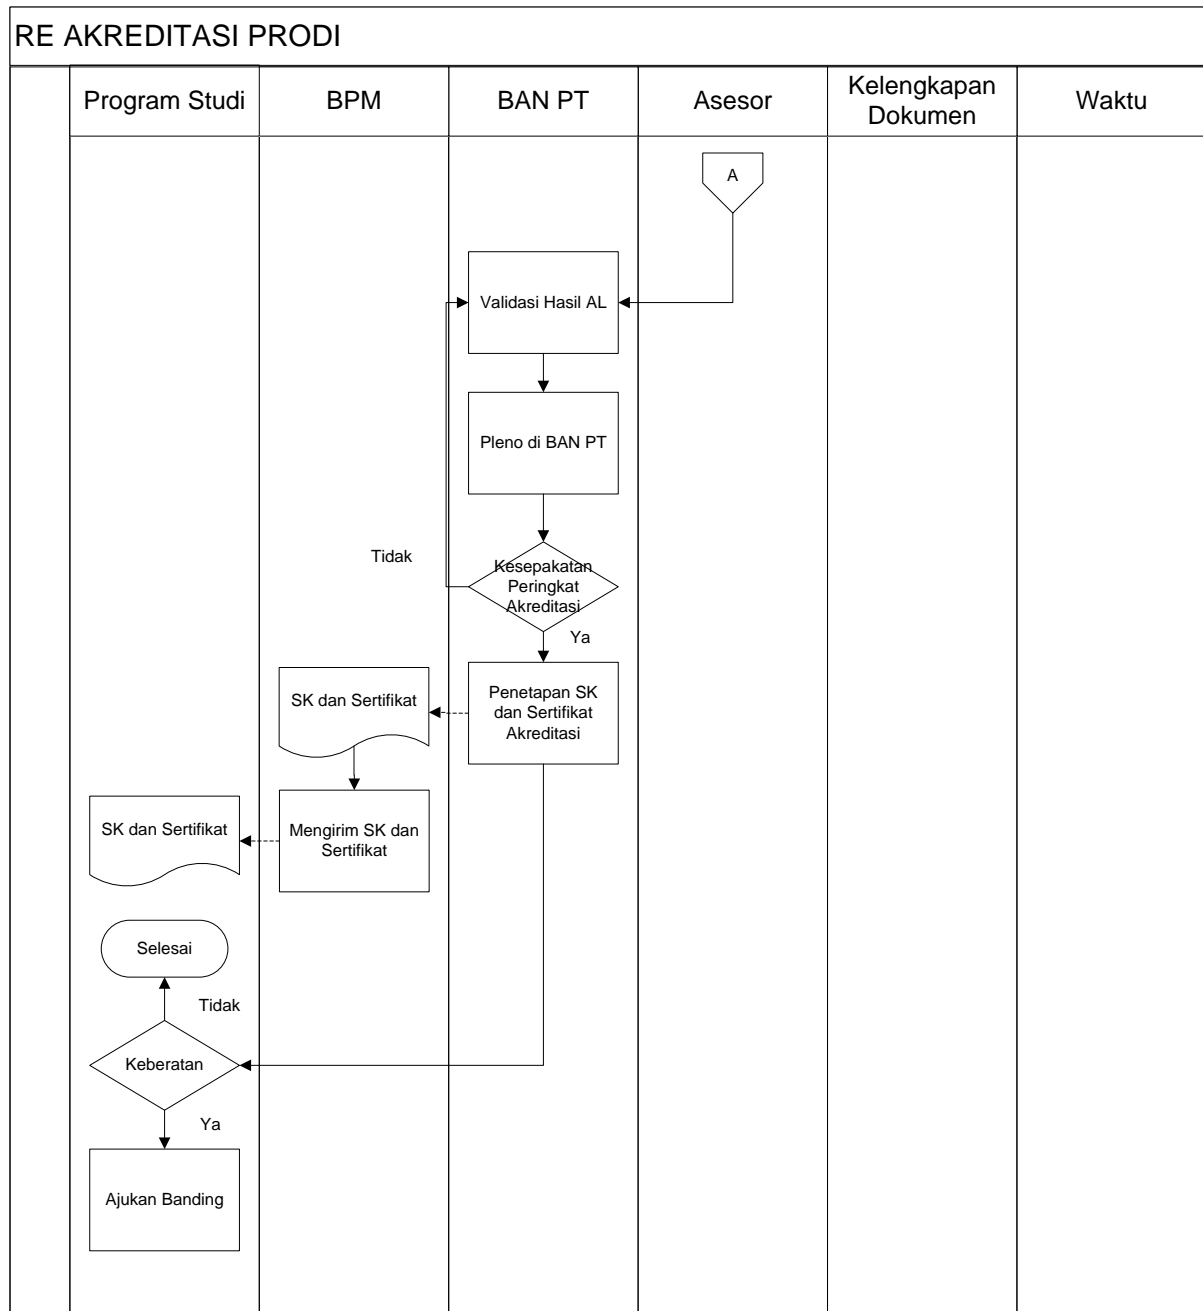 RE AKREDITASI PRODI
Program Studi
BPM
BAN PT
Asesor
Kelengkapan
Dokumen
Waktu
A
Validasi Hasil AL
Pleno di BAN PT
Tidak
Kesepakatan
Peringkat
Akreditasi
Ya
SK dan Sertifikat
Penetapan SK
dan Sertifikat
Akreditasi
SK dan Sertifikat
Mengirim SK dan
Sertifikat
Selesai
Tidak
Keberatan
Ya
Ajukan Banding